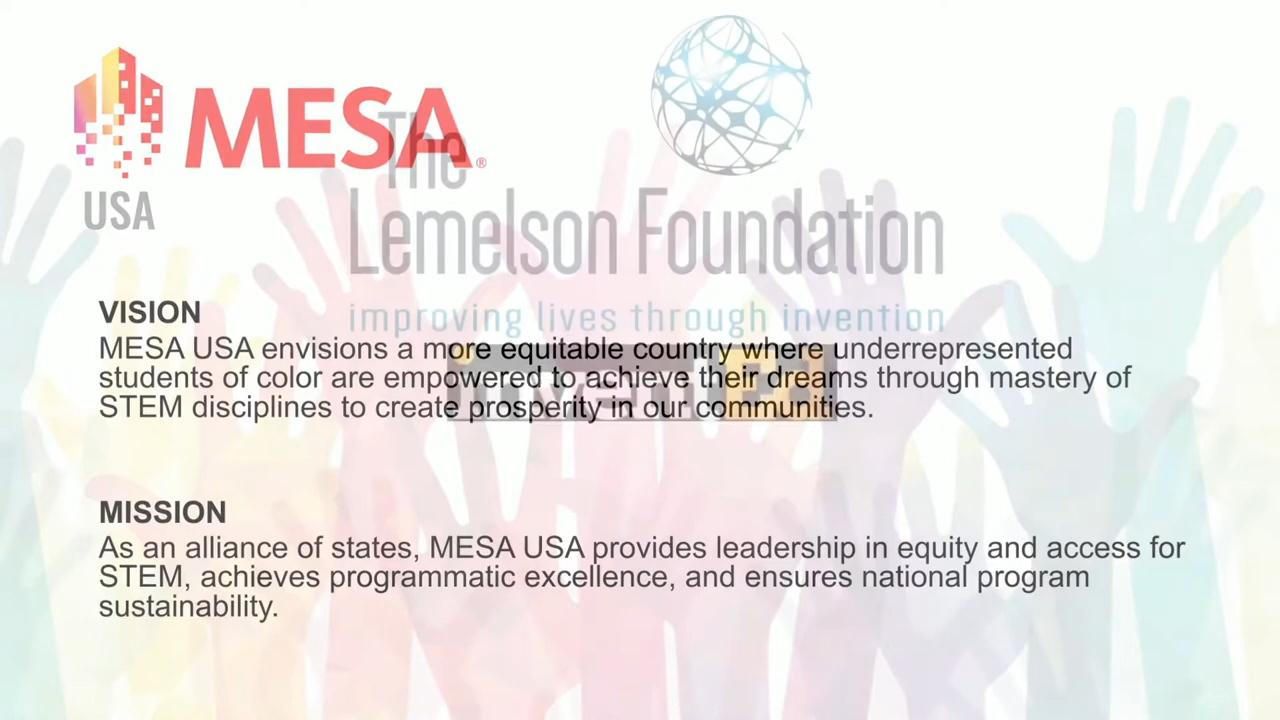 MESA®
USA
The
Lemelson Foundation
improving lives through invention
VISION
MESA USA envisions a more equitable country where underrepresented
students of color are empowered to achieve their dreams through mastery of
STEM disciplines to create prosperity in our communities.
MISSION
As an alliance of states, MESA USA provides leadership in equity and access for
STEM, achieves programmatic excellence, and ensures national program
sustainability.